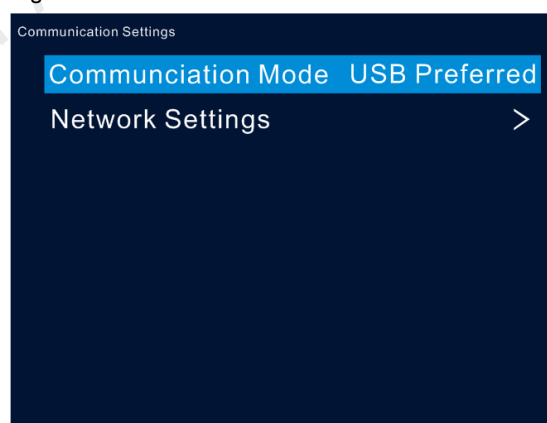 Communication Settings
Communciation Mode USB Preferred
Network Settings >